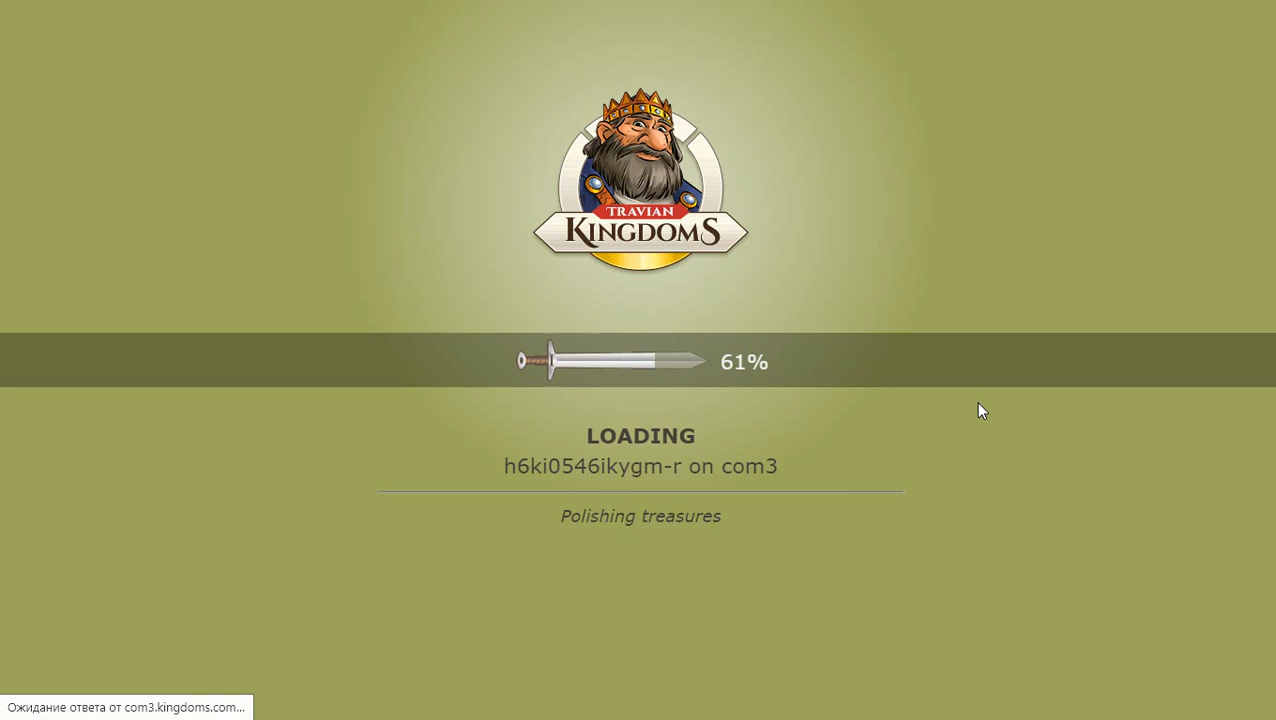 TRAVIAN
KINGDOMS
61%
LOADING
h6ki0546ikygm-r on com3
Polishing treasures
Ожидание ответа от com3.kingdoms.com...